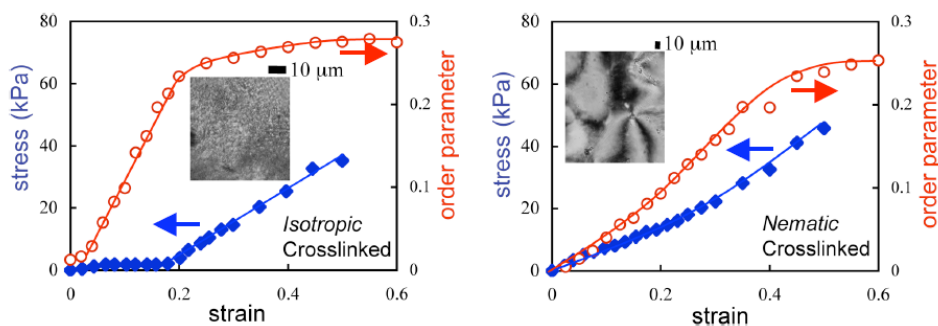 80
60
40
20
0
stress (kPa)
0.3
0.2
0.1
0
order parameter
10 μm
Isotropic
Crosslinked
0
0.2
0.4
0.6
strain
80
60
40
20
0
stress (kPa)
0.3
0.2
0.1
0
order parameter
10 μm
Nematic
Crosslinked
0
0.2
0.4
0.6
strain